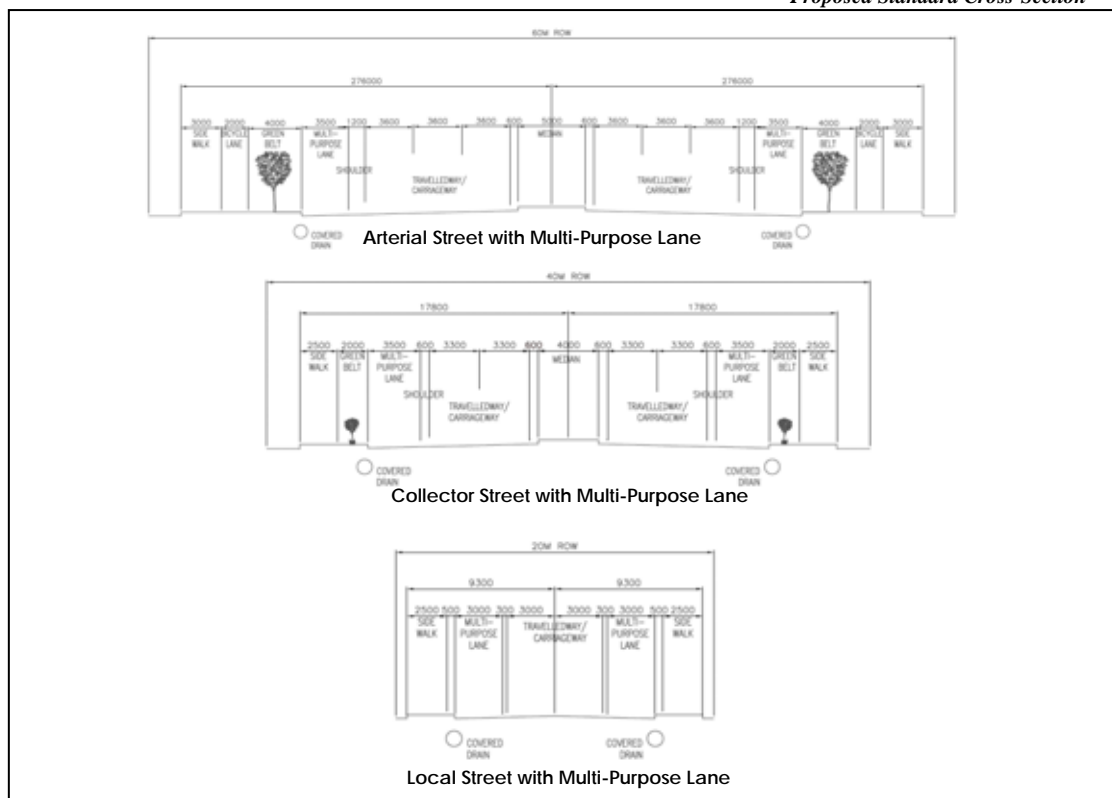 Proposed Standard Cross-Section
60M ROW
276000 276000
3000 2000 4000 3500 1200 3600 3600 3600 600 5000 600 3600 3600 3600 1200 3500 4000 2000 3000
SIDE WALK
BICYCLE LANE
GREEN BELT
MULTI-PURPOSE LANE
SHOULDER
TRAVELLEDWAY/
CARRIAGEWAY
MEDIAN
TRAVELLEDWAY/
CARRIAGEWAY
SHOULDER
MULTI-PURPOSE LANE
GREEN BELT
BICYCLE LANE
SIDE WALK
COVERED DRAIN
Arterial Street with Multi-Purpose Lane
COVERED DRAIN
40M ROW
17800 17800
2500 2000 3500 600 3300 3300 600 4000 600 3300 3300 600 3500 2000 2500
SIDE WALK
GREEN BELT
MULTI-PURPOSE LANE
SHOULDER
TRAVELLEDWAY/
CARRIAGEWAY
MEDIAN
TRAVELLEDWAY/
CARRIAGEWAY
SHOULDER
MULTI-PURPOSE LANE
GREEN BELT
SIDE WALK
COVERED DRAIN
COVERED DRAIN
Collector Street with Multi-Purpose Lane
20M ROW
9300 9300
2500 500 3000 300 3000 3000 300 3000 500 2500
SIDE WALK
MULTI-PURPOSE LANE
TRAVELLEDWAY/
CARRIAGEWAY
MULTI-PURPOSE LANE
SIDE WALK
COVERED DRAIN
COVERED DRAIN
Local Street with Multi-Purpose Lane